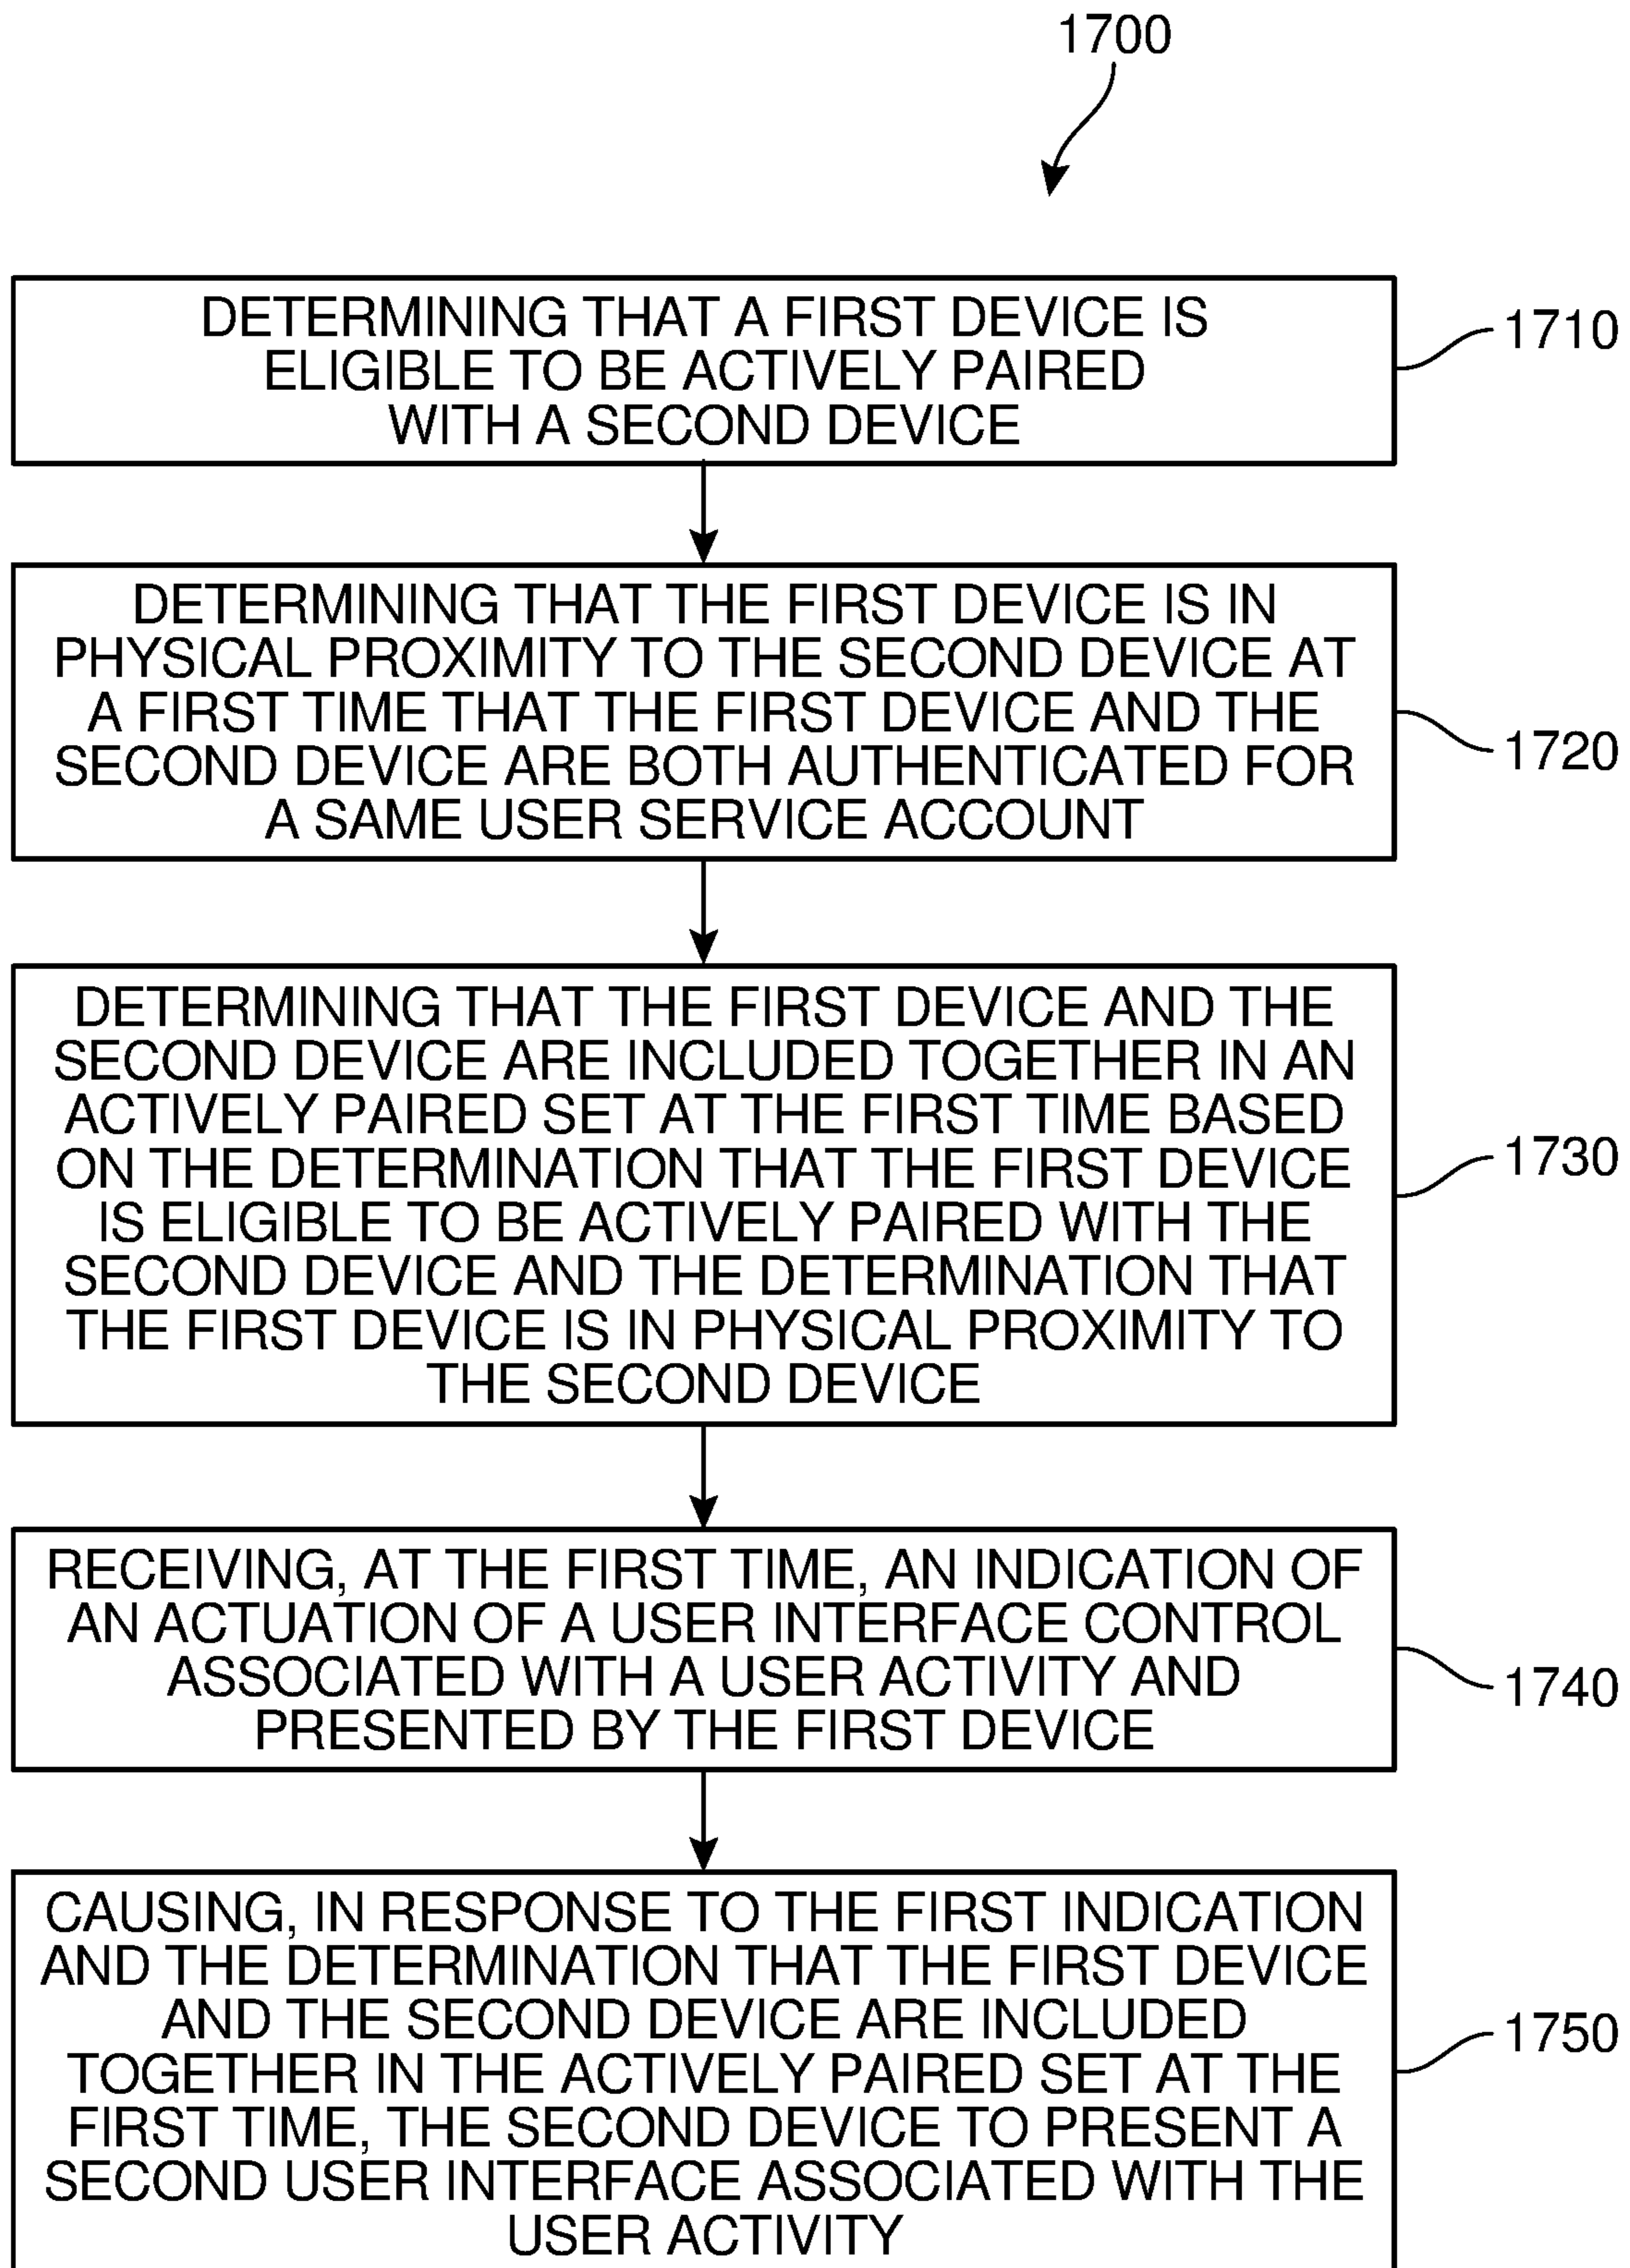 1700
DETERMINING THAT A FIRST DEVICE IS
ELIGIBLE TO BE ACTIVELY PAIRED
WITH A SECOND DEVICE
1710
DETERMINING THAT THE FIRST DEVICE IS IN
PHYSICAL PROXIMITY TO THE SECOND DEVICE AT
A FIRST TIME THAT THE FIRST DEVICE AND THE
SECOND DEVICE ARE BOTH AUTHENTICATED FOR
A SAME USER SERVICE ACCOUNT
1720
DETERMINING THAT THE FIRST DEVICE AND THE
SECOND DEVICE ARE INCLUDED TOGETHER IN AN
ACTIVELY PAIRED SET AT THE FIRST TIME BASED
ON THE DETERMINATION THAT THE FIRST DEVICE
IS ELIGIBLE TO BE ACTIVELY PAIRED WITH THE
SECOND DEVICE AND THE DETERMINATION THAT
THE FIRST DEVICE IS IN PHYSICAL PROXIMITY TO
THE SECOND DEVICE
1730
RECEIVING, AT THE FIRST TIME, AN INDICATION OF
AN ACTUATION OF A USER INTERFACE CONTROL
ASSOCIATED WITH A USER ACTIVITY AND
PRESENTED BY THE FIRST DEVICE
1740
CAUSING, IN RESPONSE TO THE FIRST INDICATION
AND THE DETERMINATION THAT THE FIRST DEVICE
AND THE SECOND DEVICE ARE INCLUDED
TOGETHER IN THE ACTIVELY PAIRED SET AT THE
FIRST TIME, THE SECOND DEVICE TO PRESENT A
SECOND USER INTERFACE ASSOCIATED WITH THE
USER ACTIVITY
1750